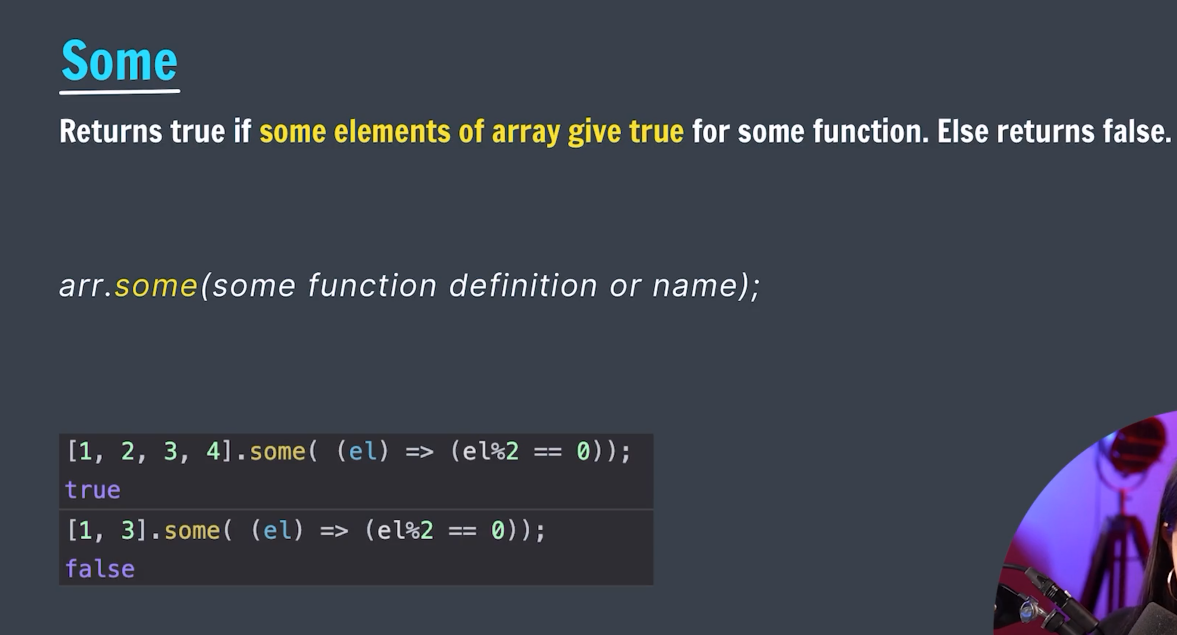 Some
Returns true if some elements of array give true for some function. Else returns false.
arr.some(some function definition or name);
[1, 2, 3, 4].some( (el) => (el%2 == 0));
true
[1, 3].some( (el) => (el%2 == 0));
false